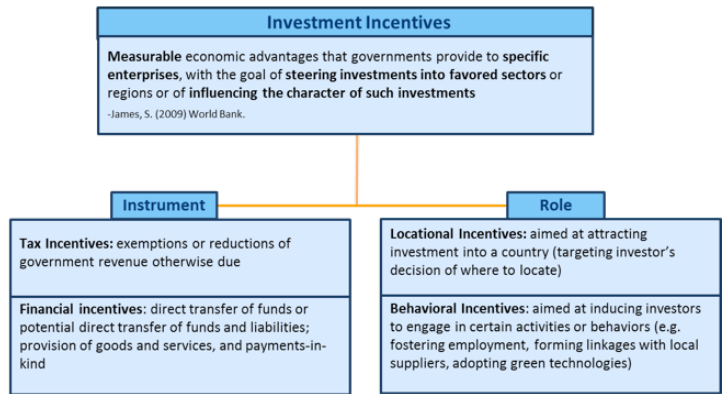 Investment Incentives
Measurable economic advantages that governments provide to specific
enterprises, with the goal of steering investments into favored sectors or
regions or of influencing the character of such investments
-James, S. (2009) World Bank.
Instrument
Tax Incentives: exemptions or reductions of
government revenue otherwise due
Financial incentives: direct transfer of funds or
potential direct transfer of funds and liabilities;
provision of goods and services, and payments-in-
kind
Role
Locational Incentives: aimed at attracting
investment into a country (targeting investor's
decision of where to locate)
Behavioral Incentives: aimed at inducing investors
to engage in certain activities or behaviors (e.g.
fostering employment, forming linkages with local
suppliers, adopting green technologies)